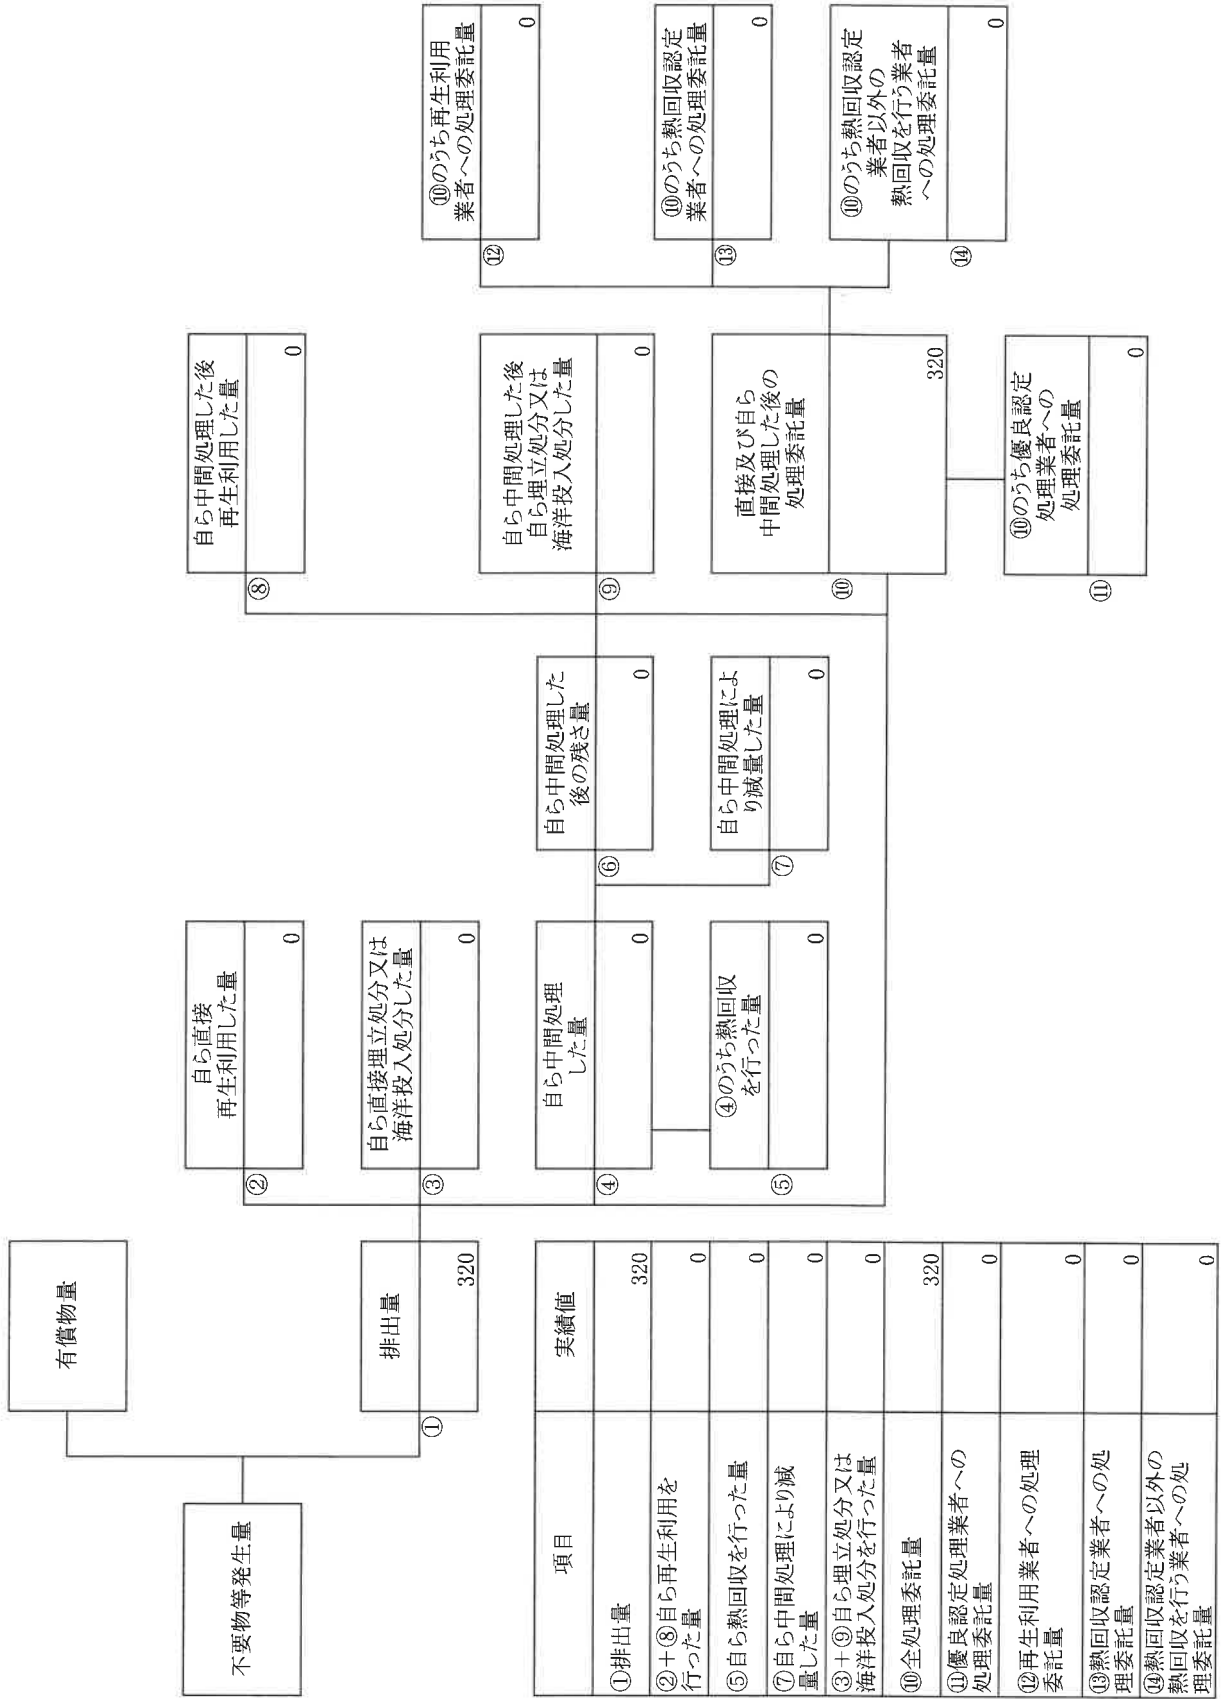 不要物等発生量
有償物量
排出量
①
320
自ら直接
再生利用した量
②
0
自ら直接埋立処分又は
海洋投入処分した量
③
0
自ら中間処理
した量
④
0
④のうち熱回収
を行った量
⑤
0
自ら中間処理した
後の残さ量
⑥
0
自ら中間処理によ
り減量した量
⑦
0
自ら中間処理した後
再生利用した量
⑧
0
自ら中間処理した後
自ら埋立処分又は
海洋投入処分した量
⑨
0
直接及び自ら
中間処理した後の
処理委託量
⑩
320
⑩のうち優良認定
処理業者への
処理委託量
⑪
0
⑩のうち再生利用
業者への処理委託量
⑫
0
⑩のうち熱回収認定
業者への処理委託量
⑬
0
⑩のうち熱回収認定
業者以外の
熱回収を行う業者
への処理委託量
⑭
0
項目 実績値
①排出量 320
②+⑧自ら再生利用を
行った量 0
⑤自ら熱回収を行った量 0
⑦自ら中間処理により減
量した量 0
③+⑨自ら埋立処分又は
海洋投入処分を行った量 0
⑩全処理委託量 320
⑪優良認定処理業者への
処理委託量 0
⑫再生利用業者への処理
委託量 0
⑬熱回収認定業者への処
理委託量 0
⑭熱回収認定業者以外の
熱回収を行う業者への処
理委託量 0